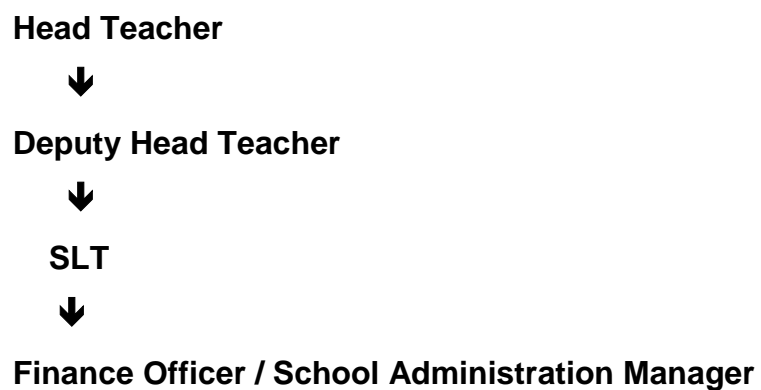 Head Teacher
Deputy Head Teacher
SLT
Finance Officer / School Administration Manager